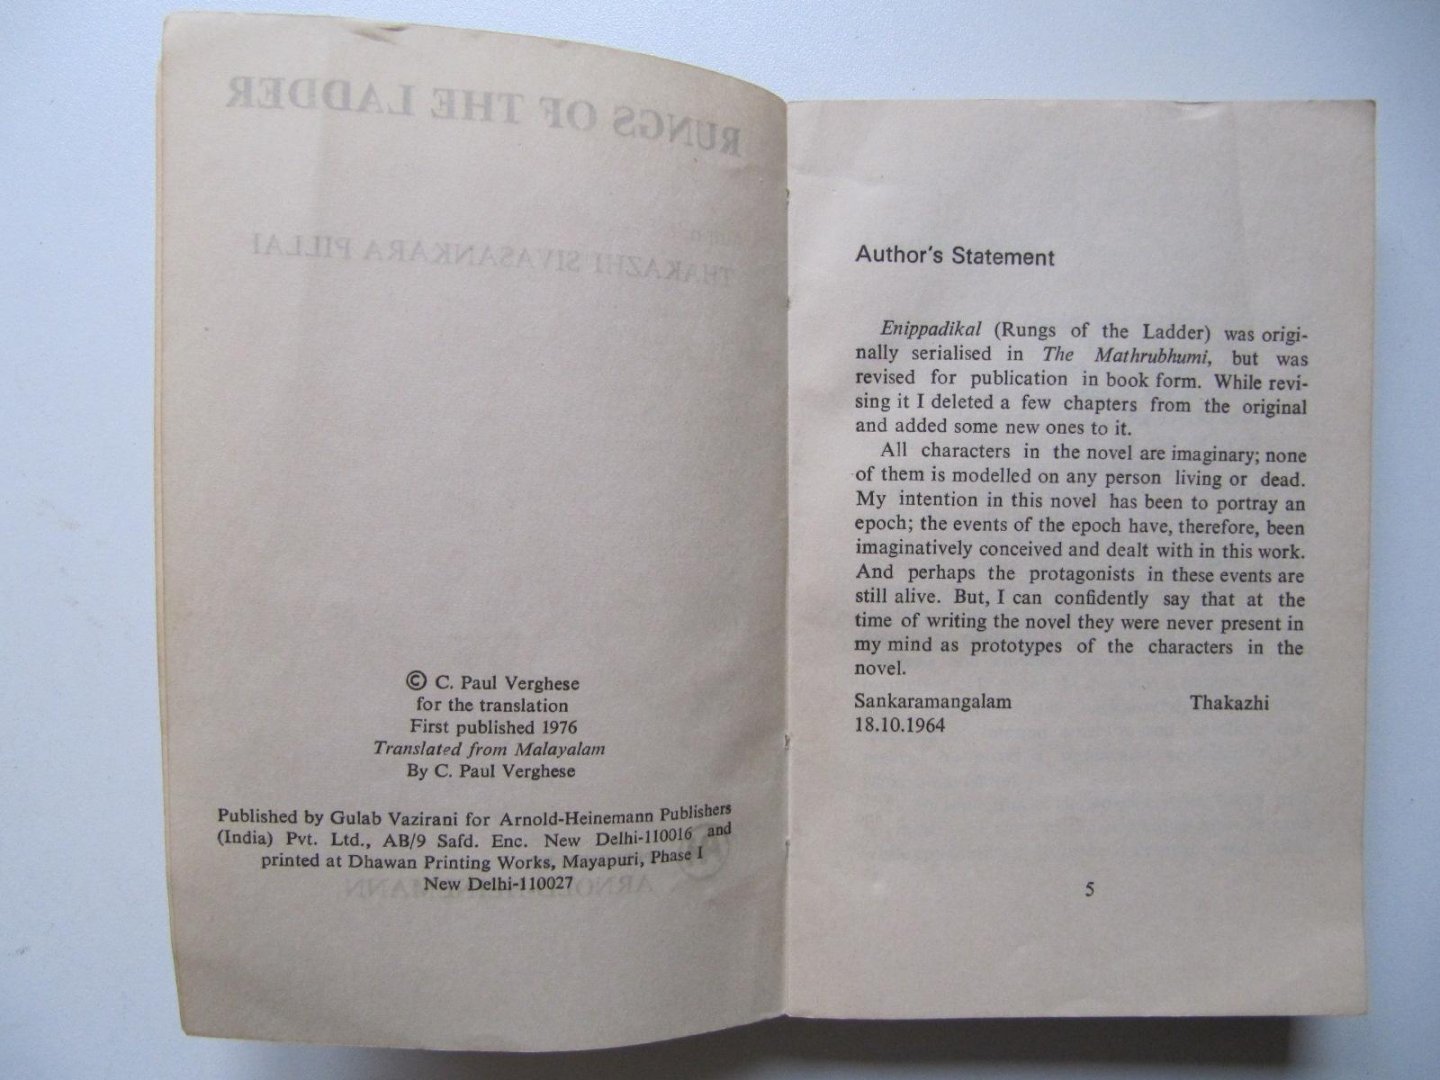 RUNGS OF THE LADDER
THAKAZHI SIVASANKARA PILLAI
© C. Paul Verghese
for the translation
First published 1976
Translated from Malayalam
By C. Paul Verghese
Published by Gulab Vazirani for Arnold-Heinemann Publishers
(India) Pvt. Ltd., AB/9 Safd. Enc. New Delhi-110016 and
printed at Dhawan Printing Works, Mayapuri, Phase I
New Delhi-110027
Author's Statement
Enippadikal (Rungs of the Ladder) was origi-
nally serialised in The Mathrubhumi, but was
revised for publication in book form. While revi-
sing it I deleted a few chapters from the original
and added some new ones to it.
All characters in the novel are imaginary; none
of them is modelled on any person living or dead.
My intention in this novel has been to portray an
epoch; the events of the epoch have, therefore, been
imaginatively conceived and dealt with in this work.
And perhaps the protagonists in these events are
still alive. But, I can confidently say that at the
time of writing the novel they were never present in
my mind as prototypes of the characters in the
novel.
Sankaramangalam Thakazhi
18.10.1964
5